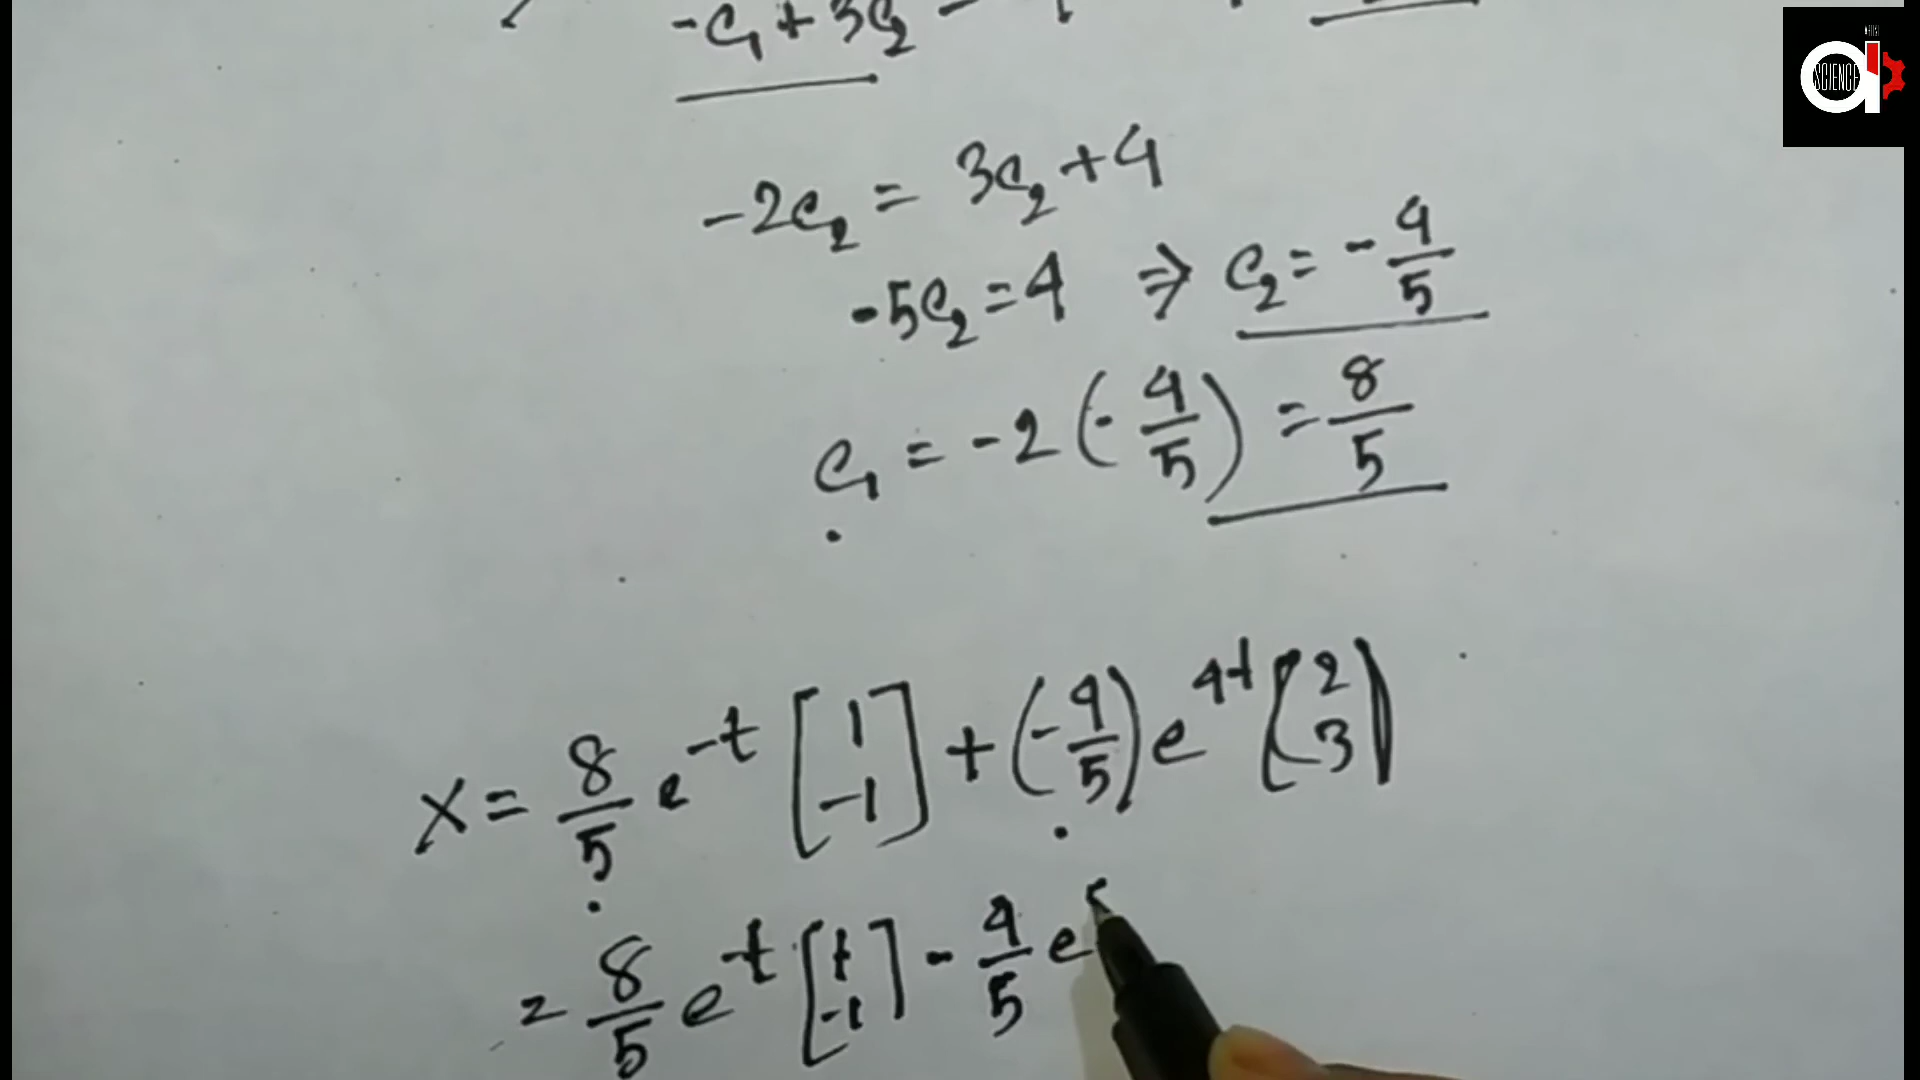 -c₁ + 3c₂
-2c₂ = 3c₂ + 4
-5c₂ = 4 ⇒ c₂ = -4/5
c₁ = -2(-4/5) = 8/5
X = 8/5 e^{-t} [1 -1] + (-4/5) e^{4t} [2 3]
= 8/5 e^{-t} [1 -1] - 4/5 e
SCIENCE